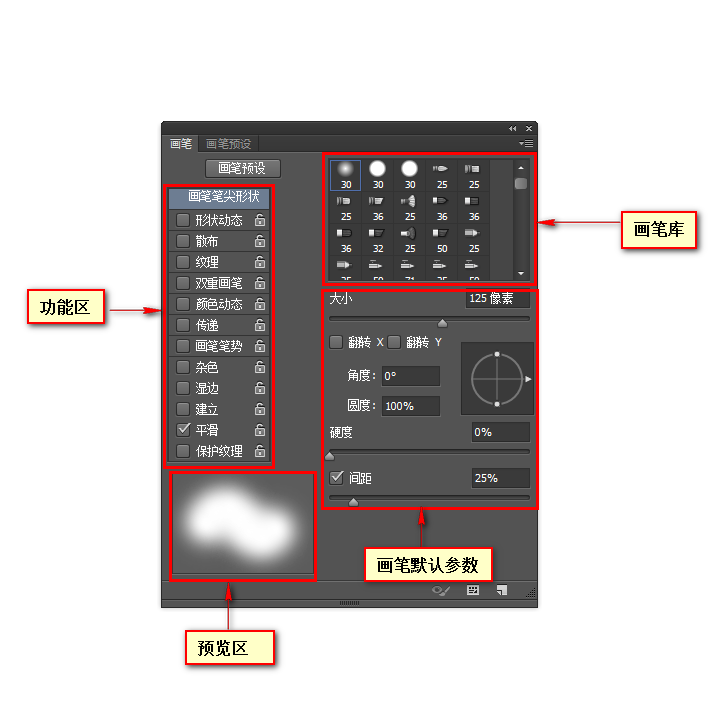 画笔 画笔预设
画笔预设
画笔笔尖形状
形状动态
散布
纹理
双重画笔
颜色动态
传递
画笔笔势
杂色
湿边
建立
平滑
保护纹理
30 30 30 25 25
25 36 25 36 36
36 32 25 50 25
25 50 71 25 50
大小 125 像素
翻转 X 翻转 Y
角度: 0°
圆度: 100%
硬度 0%
间距 25%
画笔库
功能区
画笔默认参数
预览区